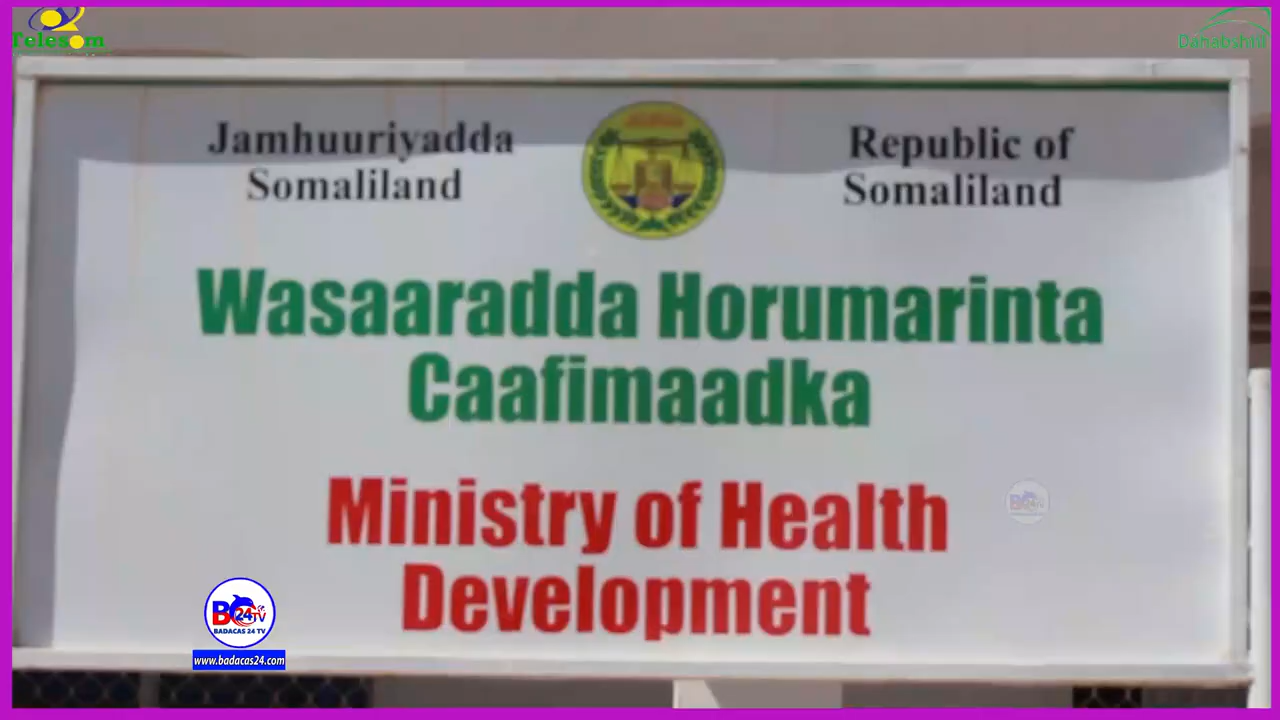 Telesom
Dahabshiil
Jamhuuriyadda
Somaliland
Republic of
Somaliland
Wasaaradda Horumarinta
Caafimaadka
Ministry of Health
Development
BC24TV
BADACAS 24 TV
www.badacas24.com